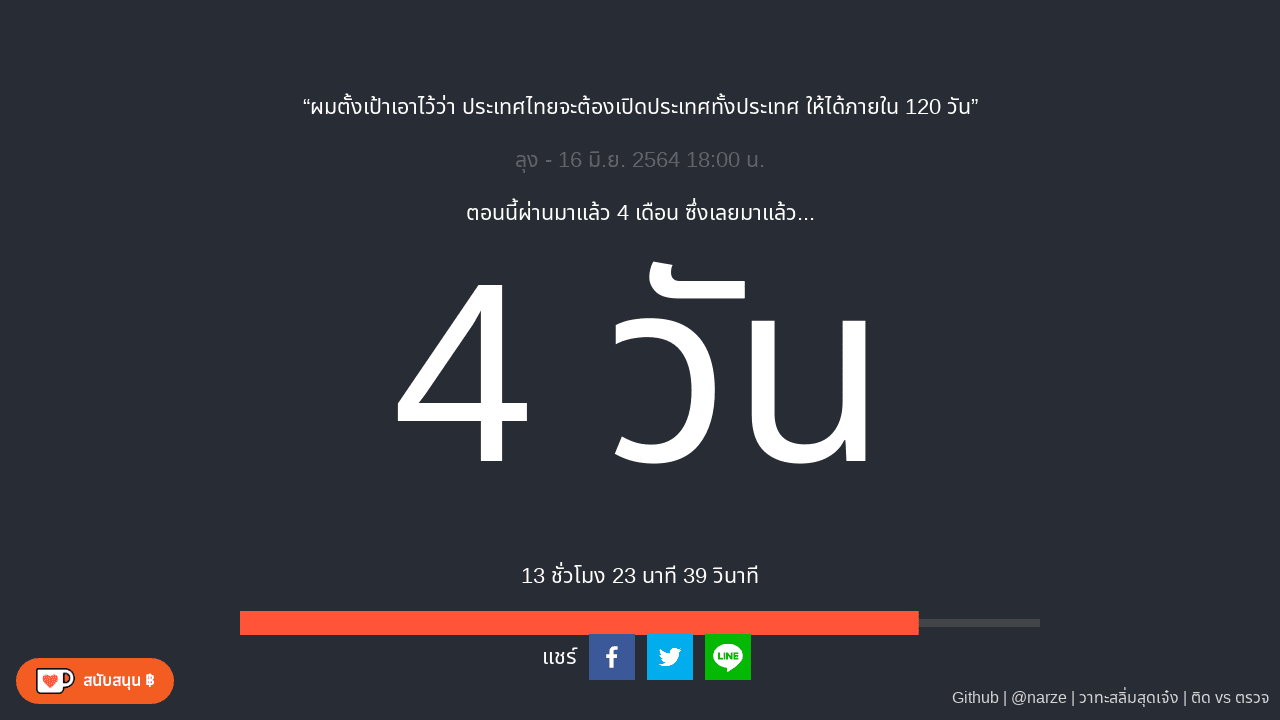 “ผมตั้งเป้าเอาไว้ว่า ประเทศไทยจะต้องเปิดประเทศทั้งประเทศ ให้ได้ภายใน 120 วัน”
ลุง - 16 มิ.ย. 2564 18:00 น.
ตอนนี้ผ่านมาแล้ว 4 เดือน ซึ่งเลยมาแล้ว...
4 วัน
13 ชั่วโมง 23 นาที 39 วินาที
แชร์
LINE
สนับสนุน ฿
Github | @narze | วาทะสลิ่มสุดเจ๋ง | ติด vs ตรวจ